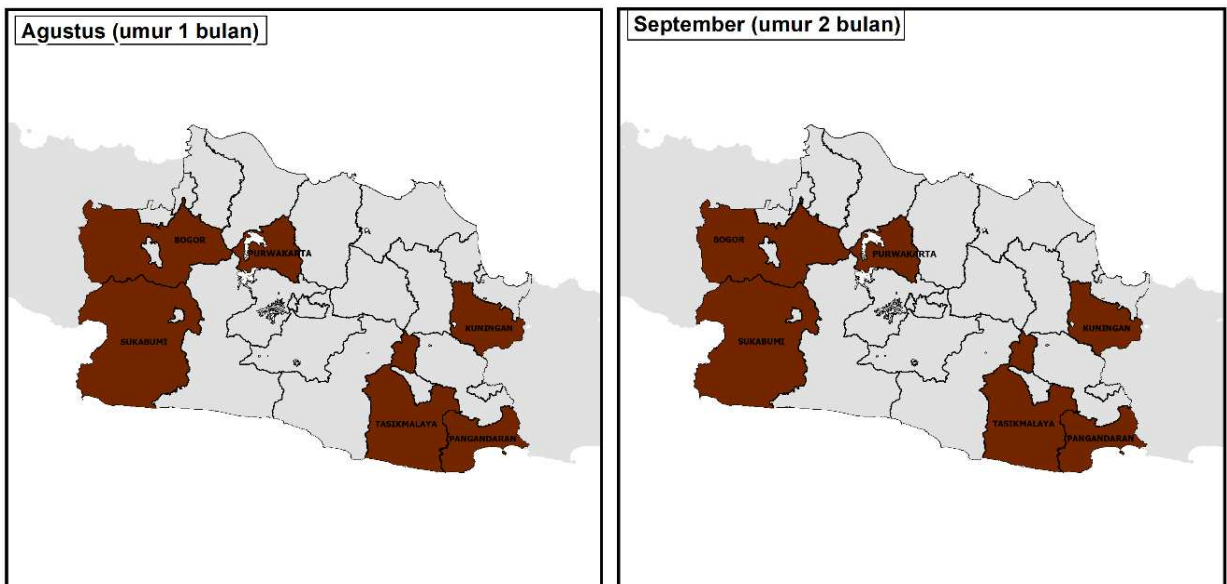 Agustus (umur 1 bulan)
BOGOR
PURWAKARTA
KUNINGAN
SUKABUMI
TASIKMALAYA
PANGANDARAN
September (umur 2 bulan)
BOGOR
PURWAKARTA
KUNINGAN
SUKABUMI
TASIKMALAYA
PANGANDARAN